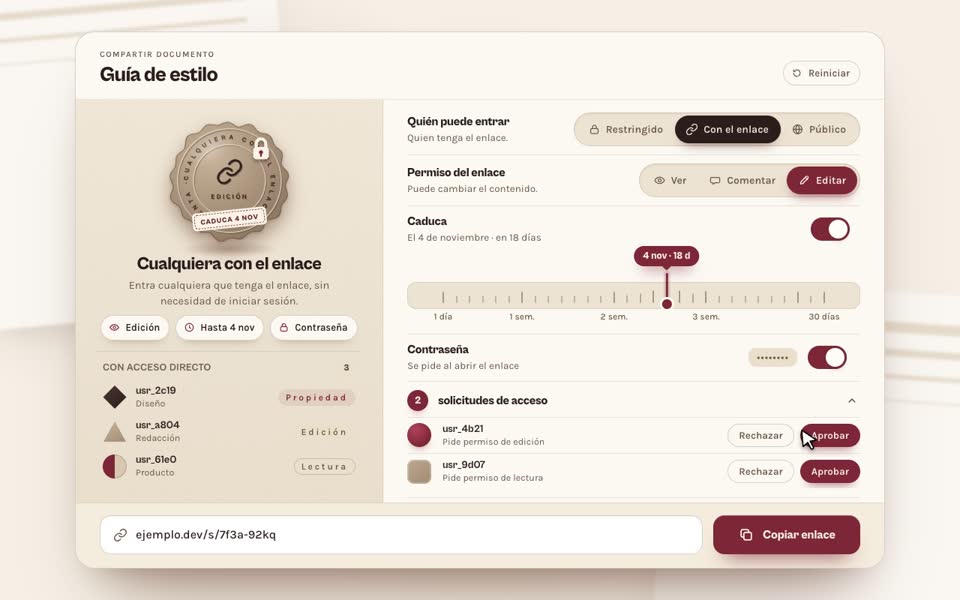 COMPARTIR DOCUMENTO
Guía de estilo
Reiniciar
CUALQUIERA CO
L ENLACE
EDICIÓN
CADUCA 4 NOV
Cualquiera con el enlace
Entra cualquiera que tenga el enlace, sin
necesidad de iniciar sesión.
Edición
Hasta 4 nov
Contraseña
CON ACCESO DIRECTO
3
usr_2c19
Diseño
Propiedad
usr_a804
Redacción
Edición
usr_61e0
Producto
Lectura
Quién puede entrar
Quien tenga el enlace.
Restringido
Con el enlace
Público
Permiso del enlace
Puede cambiar el contenido.
Ver
Comentar
Editar
Caduca
El 4 de noviembre · en 18 días
4 nov · 18 d
1 día
1 sem.
2 sem.
3 sem.
30 días
Contraseña
Se pide al abrir el enlace
••••••••
2
solicitudes de acceso
usr_4b21
Pide permiso de edición
Rechazar
Aprobar
usr_9d07
Pide permiso de lectura
Rechazar
Aprobar
ejemplo.dev/s/7f3a-92kq
Copiar enlace